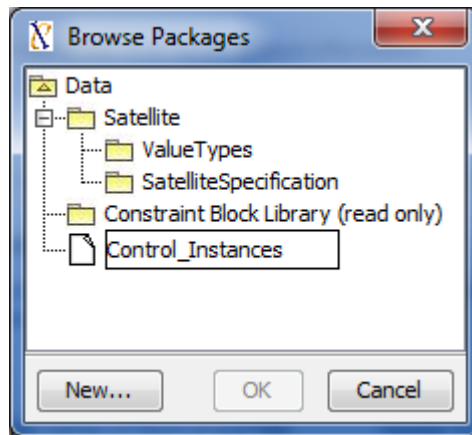 Browse Packages
Data
Satellite
ValueTypes
SatelliteSpecification
Constraint Block Library (read only)
Control_Instances
New... OK Cancel